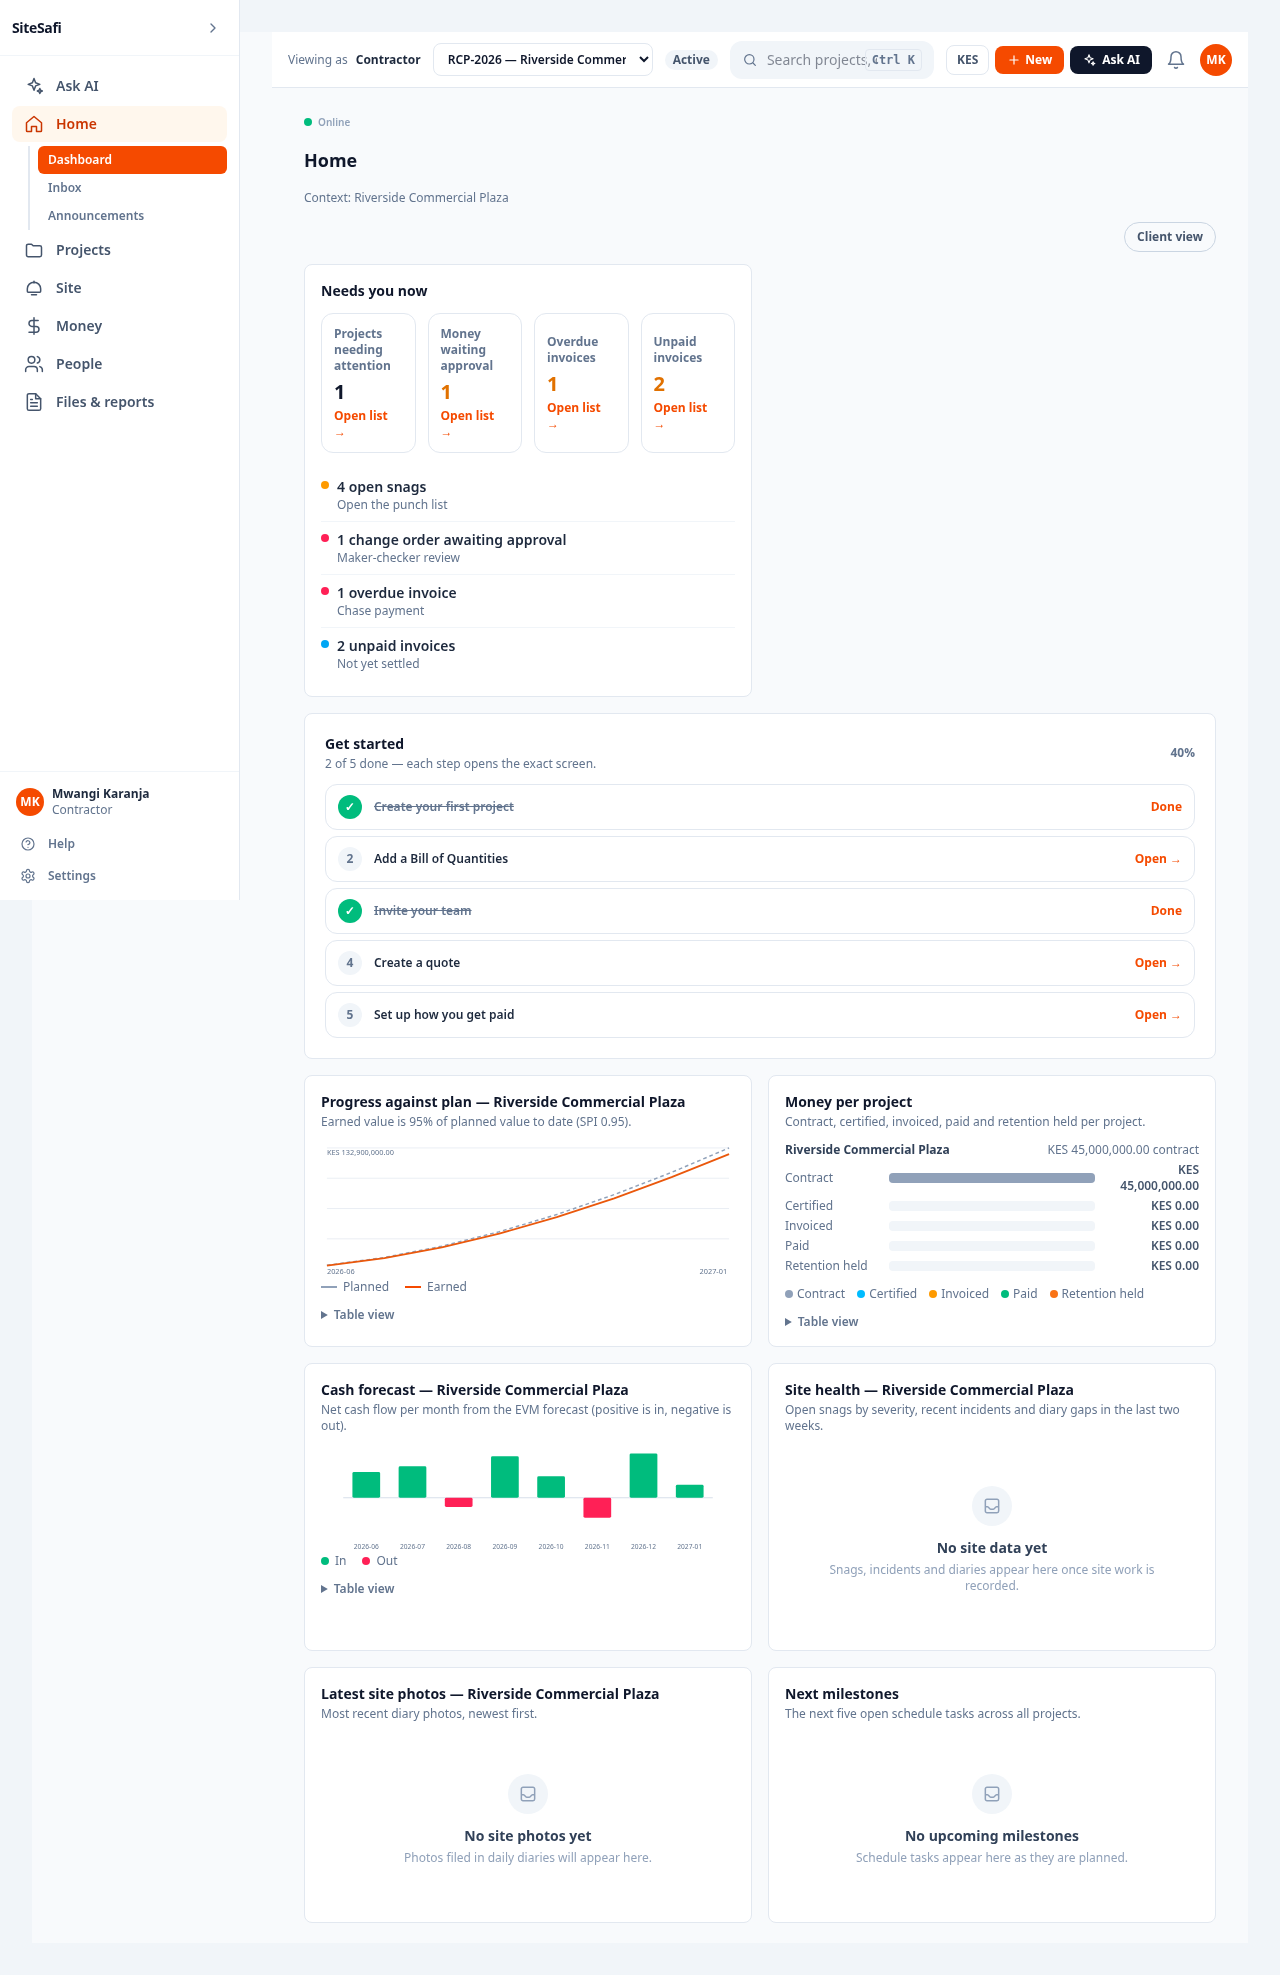 SiteSafi
Ask AI
Home
Dashboard
Inbox
Announcements
Projects
Site
Money
People
Files & reports
MK
Mwangi Karanja
Contractor
Help
Settings
Viewing as Contractor
RCP-2026 — Riverside Commer
Active
Search projects,
Ctrl K
KES
New
Ask AI
MK
Online
Home
Context: Riverside Commercial Plaza
Client view
Needs you now
Projects
needing
attention
1
Open list
→
Money
waiting
approval
1
Open list
→
Overdue
invoices
1
Open list
→
Unpaid
invoices
2
Open list
→
4 open snags
Open the punch list
1 change order awaiting approval
Maker-checker review
1 overdue invoice
Chase payment
2 unpaid invoices
Not yet settled
Get started
2 of 5 done — each step opens the exact screen.
40%
✓ Create your first project Done
2 Add a Bill of Quantities Open →
✓ Invite your team Done
4 Create a quote Open →
5 Set up how you get paid Open →
Progress against plan — Riverside Commercial Plaza
Earned value is 95% of planned value to date (SPI 0.95).
KES 132,900,000.00
2026-06 2027-01
Planned Earned
Table view
Money per project
Contract, certified, invoiced, paid and retention held per project.
Riverside Commercial Plaza KES 45,000,000.00 contract
Contract KES
45,000,000.00
Certified KES 0.00
Invoiced KES 0.00
Paid KES 0.00
Retention held KES 0.00
Contract Certified Invoiced Paid Retention held
Table view
Cash forecast — Riverside Commercial Plaza
Net cash flow per month from the EVM forecast (positive is in, negative is
out).
2026-06 2026-07 2026-08 2026-09 2026-10 2026-11 2026-12 2027-01
In Out
Table view
Site health — Riverside Commercial Plaza
Open snags by severity, recent incidents and diary gaps in the last two
weeks.
No site data yet
Snags, incidents and diaries appear here once site work is
recorded.
Latest site photos — Riverside Commercial Plaza
Most recent diary photos, newest first.
No site photos yet
Photos filed in daily diaries will appear here.
Next milestones
The next five open schedule tasks across all projects.
No upcoming milestones
Schedule tasks appear here as they are planned.